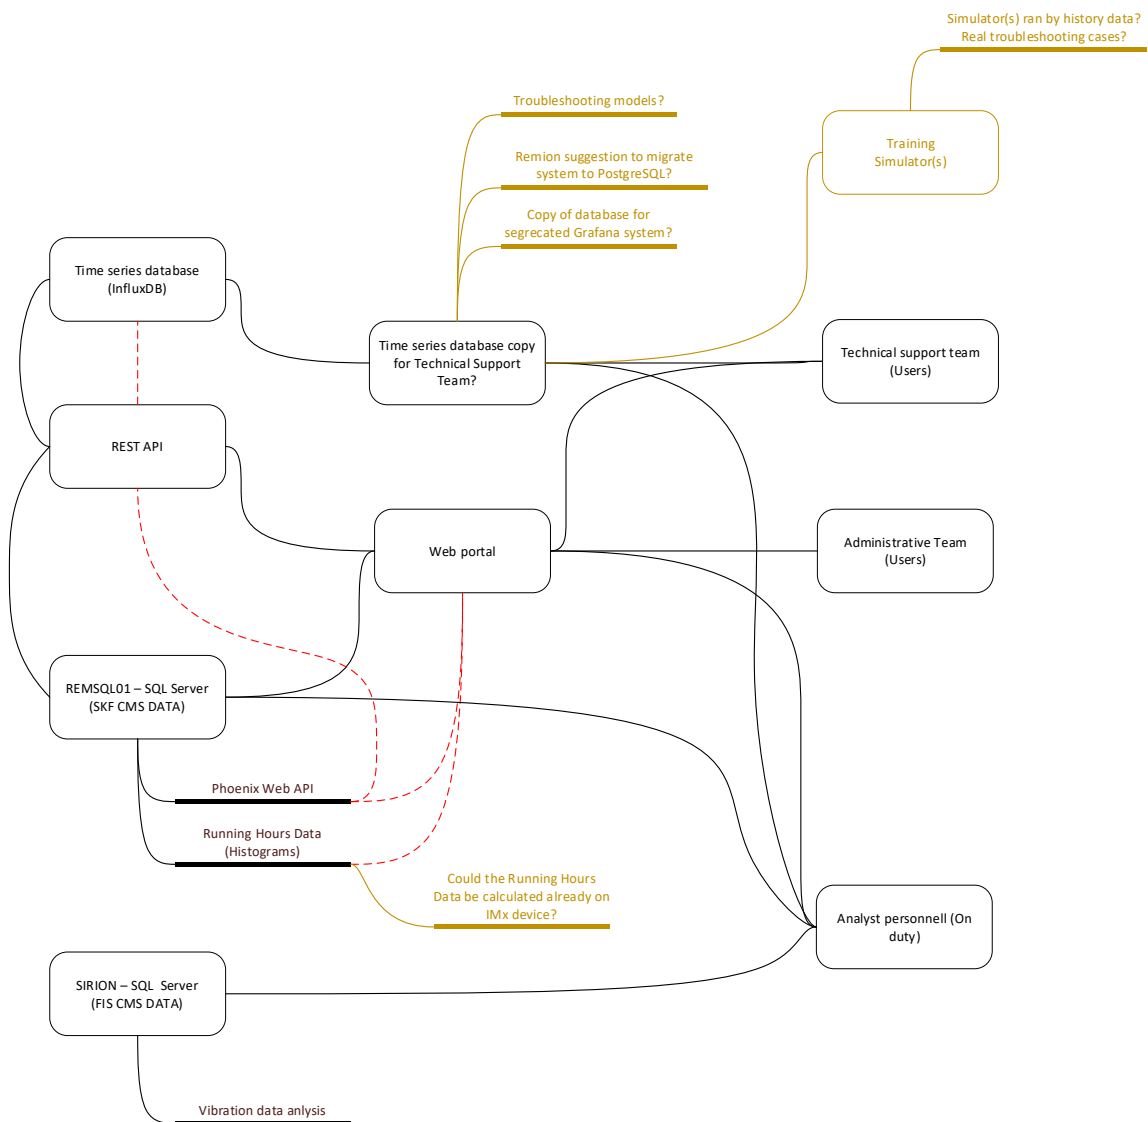 Simulator(s) ran by history data?
Real troubleshooting cases?
Troubleshooting models?
Training
Simulator(s)
Remion suggestion to migrate
system to PostgreSQL?
Copy of database for
segrecated Grafana system?
Time series database
(InfluxDB)
Time series database copy
for Technical Support
Team?
Technical support team
(Users)
REST API
Web portal
Administrative Team
(Users)
REMSQL01 – SQL Server
(SKF CMS DATA)
Phoenix Web API
Running Hours Data
(Histograms)
Could the Running Hours
Data be calculated already on
IMx device?
Analyst personnell (On
duty)
SIRION – SQL Server
(FIS CMS DATA)
Vibration data anlysis